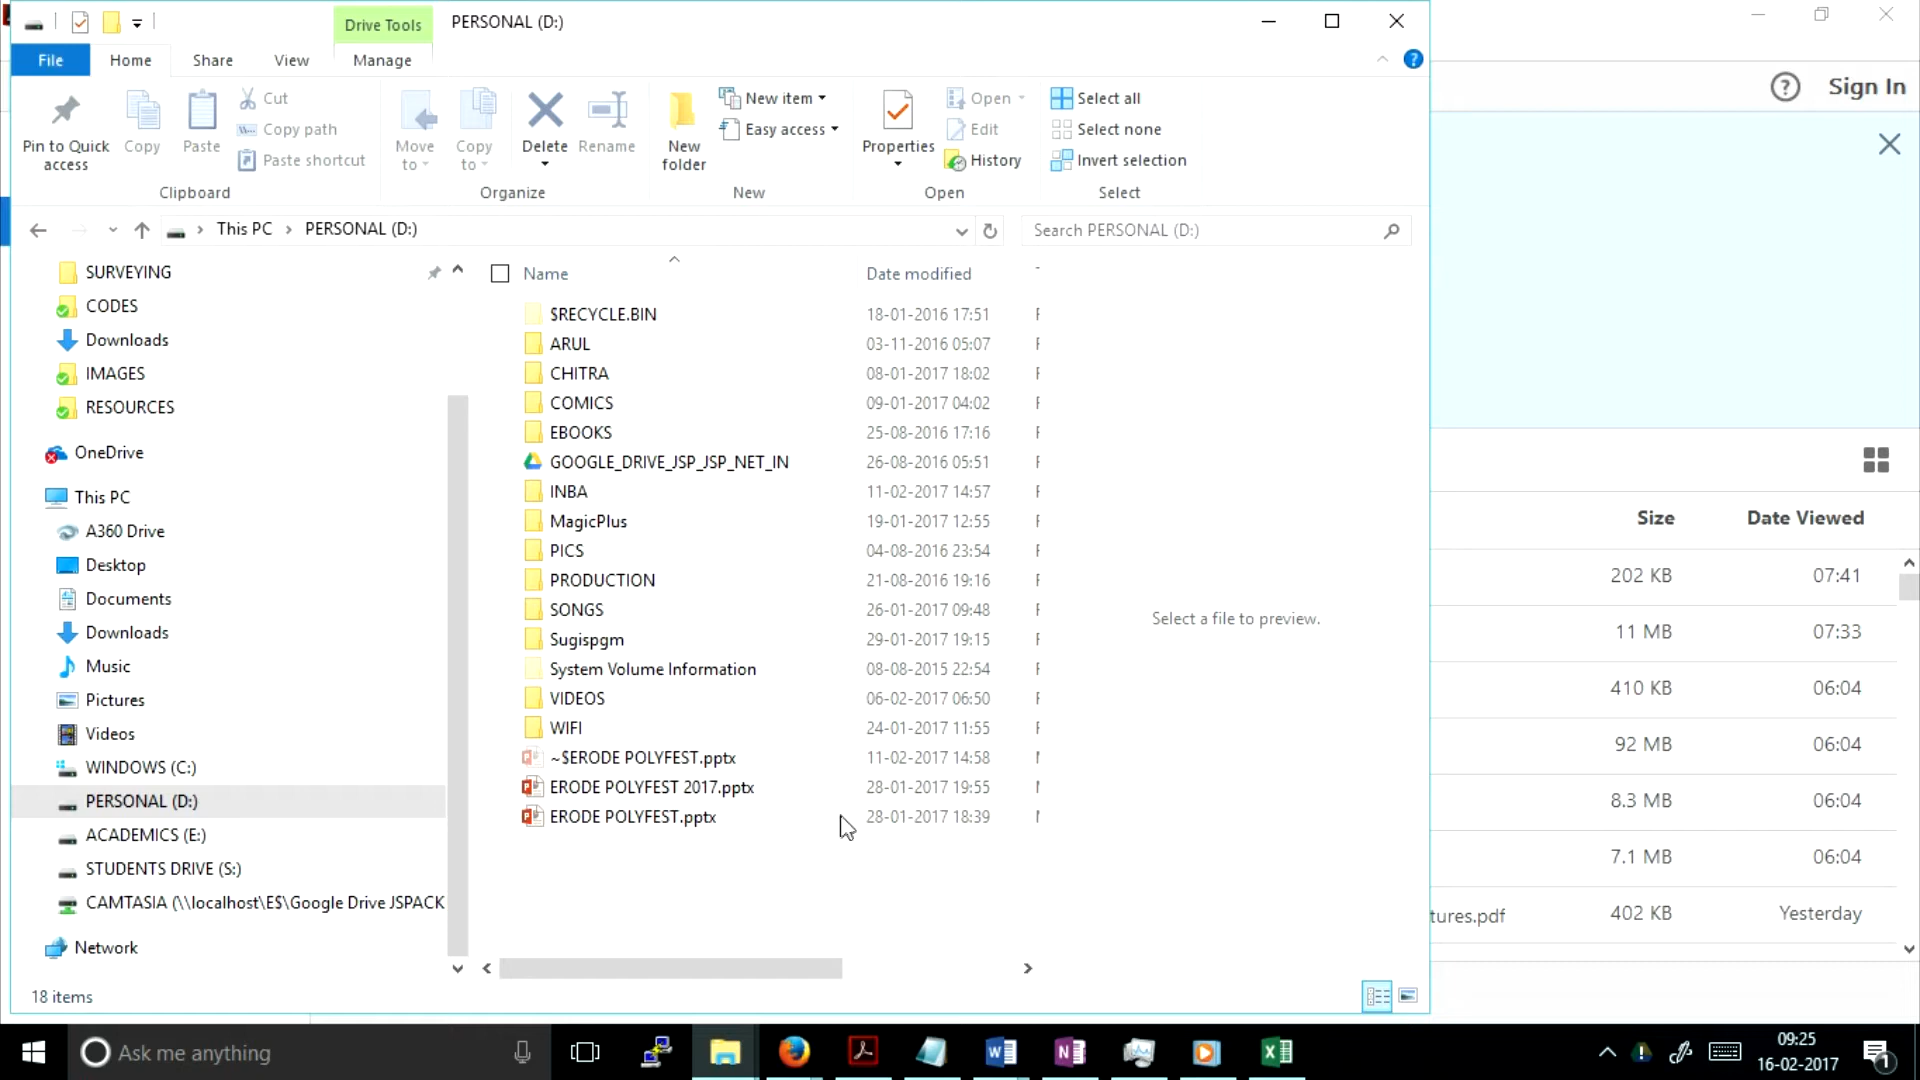 Drive Tools
PERSONAL (D:)
File
Home
Share
View
Manage
Sign In
Pin to Quick access
Copy
Paste
Cut
Copy path
Paste shortcut
Clipboard
Move to
Copy to
Delete
Rename
Organize
New folder
New item
Easy access
New
Properties
Open
Edit
History
Open
Select all
Select none
Invert selection
Select
This PC > PERSONAL (D:)
Search PERSONAL (D:)
SURVEYING
CODES
Downloads
IMAGES
RESOURCES
OneDrive
This PC
A360 Drive
Desktop
Documents
Downloads
Music
Pictures
Videos
WINDOWS (C:)
PERSONAL (D:)
ACADEMICS (E:)
STUDENTS DRIVE (S:)
CAMTASIA (\\localhost\E$\Google Drive JSPACK
Network
Name Date modified
$RECYCLE.BIN 18-01-2016 17:51
ARUL 03-11-2016 05:07
CHITRA 08-01-2017 18:02
COMICS 09-01-2017 04:02
EBOOKS 25-08-2016 17:16
GOOGLE_DRIVE_JSP_JSP_NET_IN 26-08-2016 05:51
INBA 11-02-2017 14:57
MagicPlus 19-01-2017 12:55
PICS 04-08-2016 23:54
PRODUCTION 21-08-2016 19:16
SONGS 26-01-2017 09:48
Sugispgm 29-01-2017 19:15
System Volume Information 08-08-2015 22:54
VIDEOS 06-02-2017 06:50
WIFI 24-01-2017 11:55
~$ERODE POLYFEST.pptx 11-02-2017 14:58
ERODE POLYFEST 2017.pptx 28-01-2017 19:55
ERODE POLYFEST.pptx 28-01-2017 18:39
Select a file to preview.
Size Date Viewed
202 KB 07:41
11 MB 07:33
410 KB 06:04
92 MB 06:04
8.3 MB 06:04
7.1 MB 06:04
tures.pdf 402 KB Yesterday
18 items
Ask me anything
09:25
16-02-2017
1